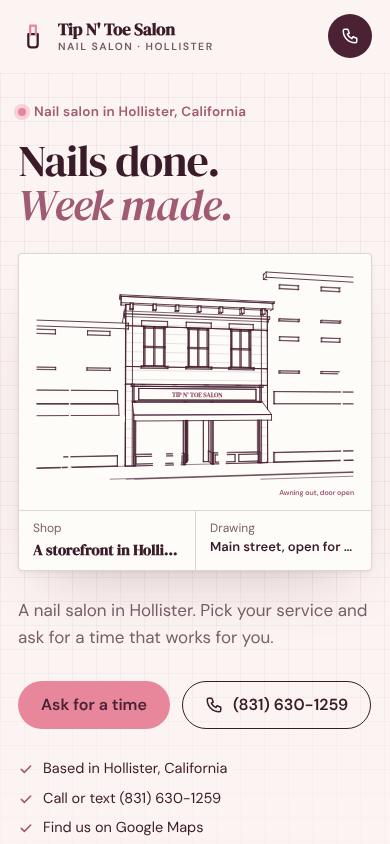 Tip N' Toe Salon
NAIL SALON · HOLLISTER
Nail salon in Hollister, California
Nails done.
Week made.
TIP N' TOE SALON
Awning out, door open
Shop
A storefront in Holli...
Drawing
Main street, open for ...
A nail salon in Hollister. Pick your service and
ask for a time that works for you.
Ask for a time
(831) 630-1259
Based in Hollister, California
Call or text (831) 630-1259
Find us on Google Maps